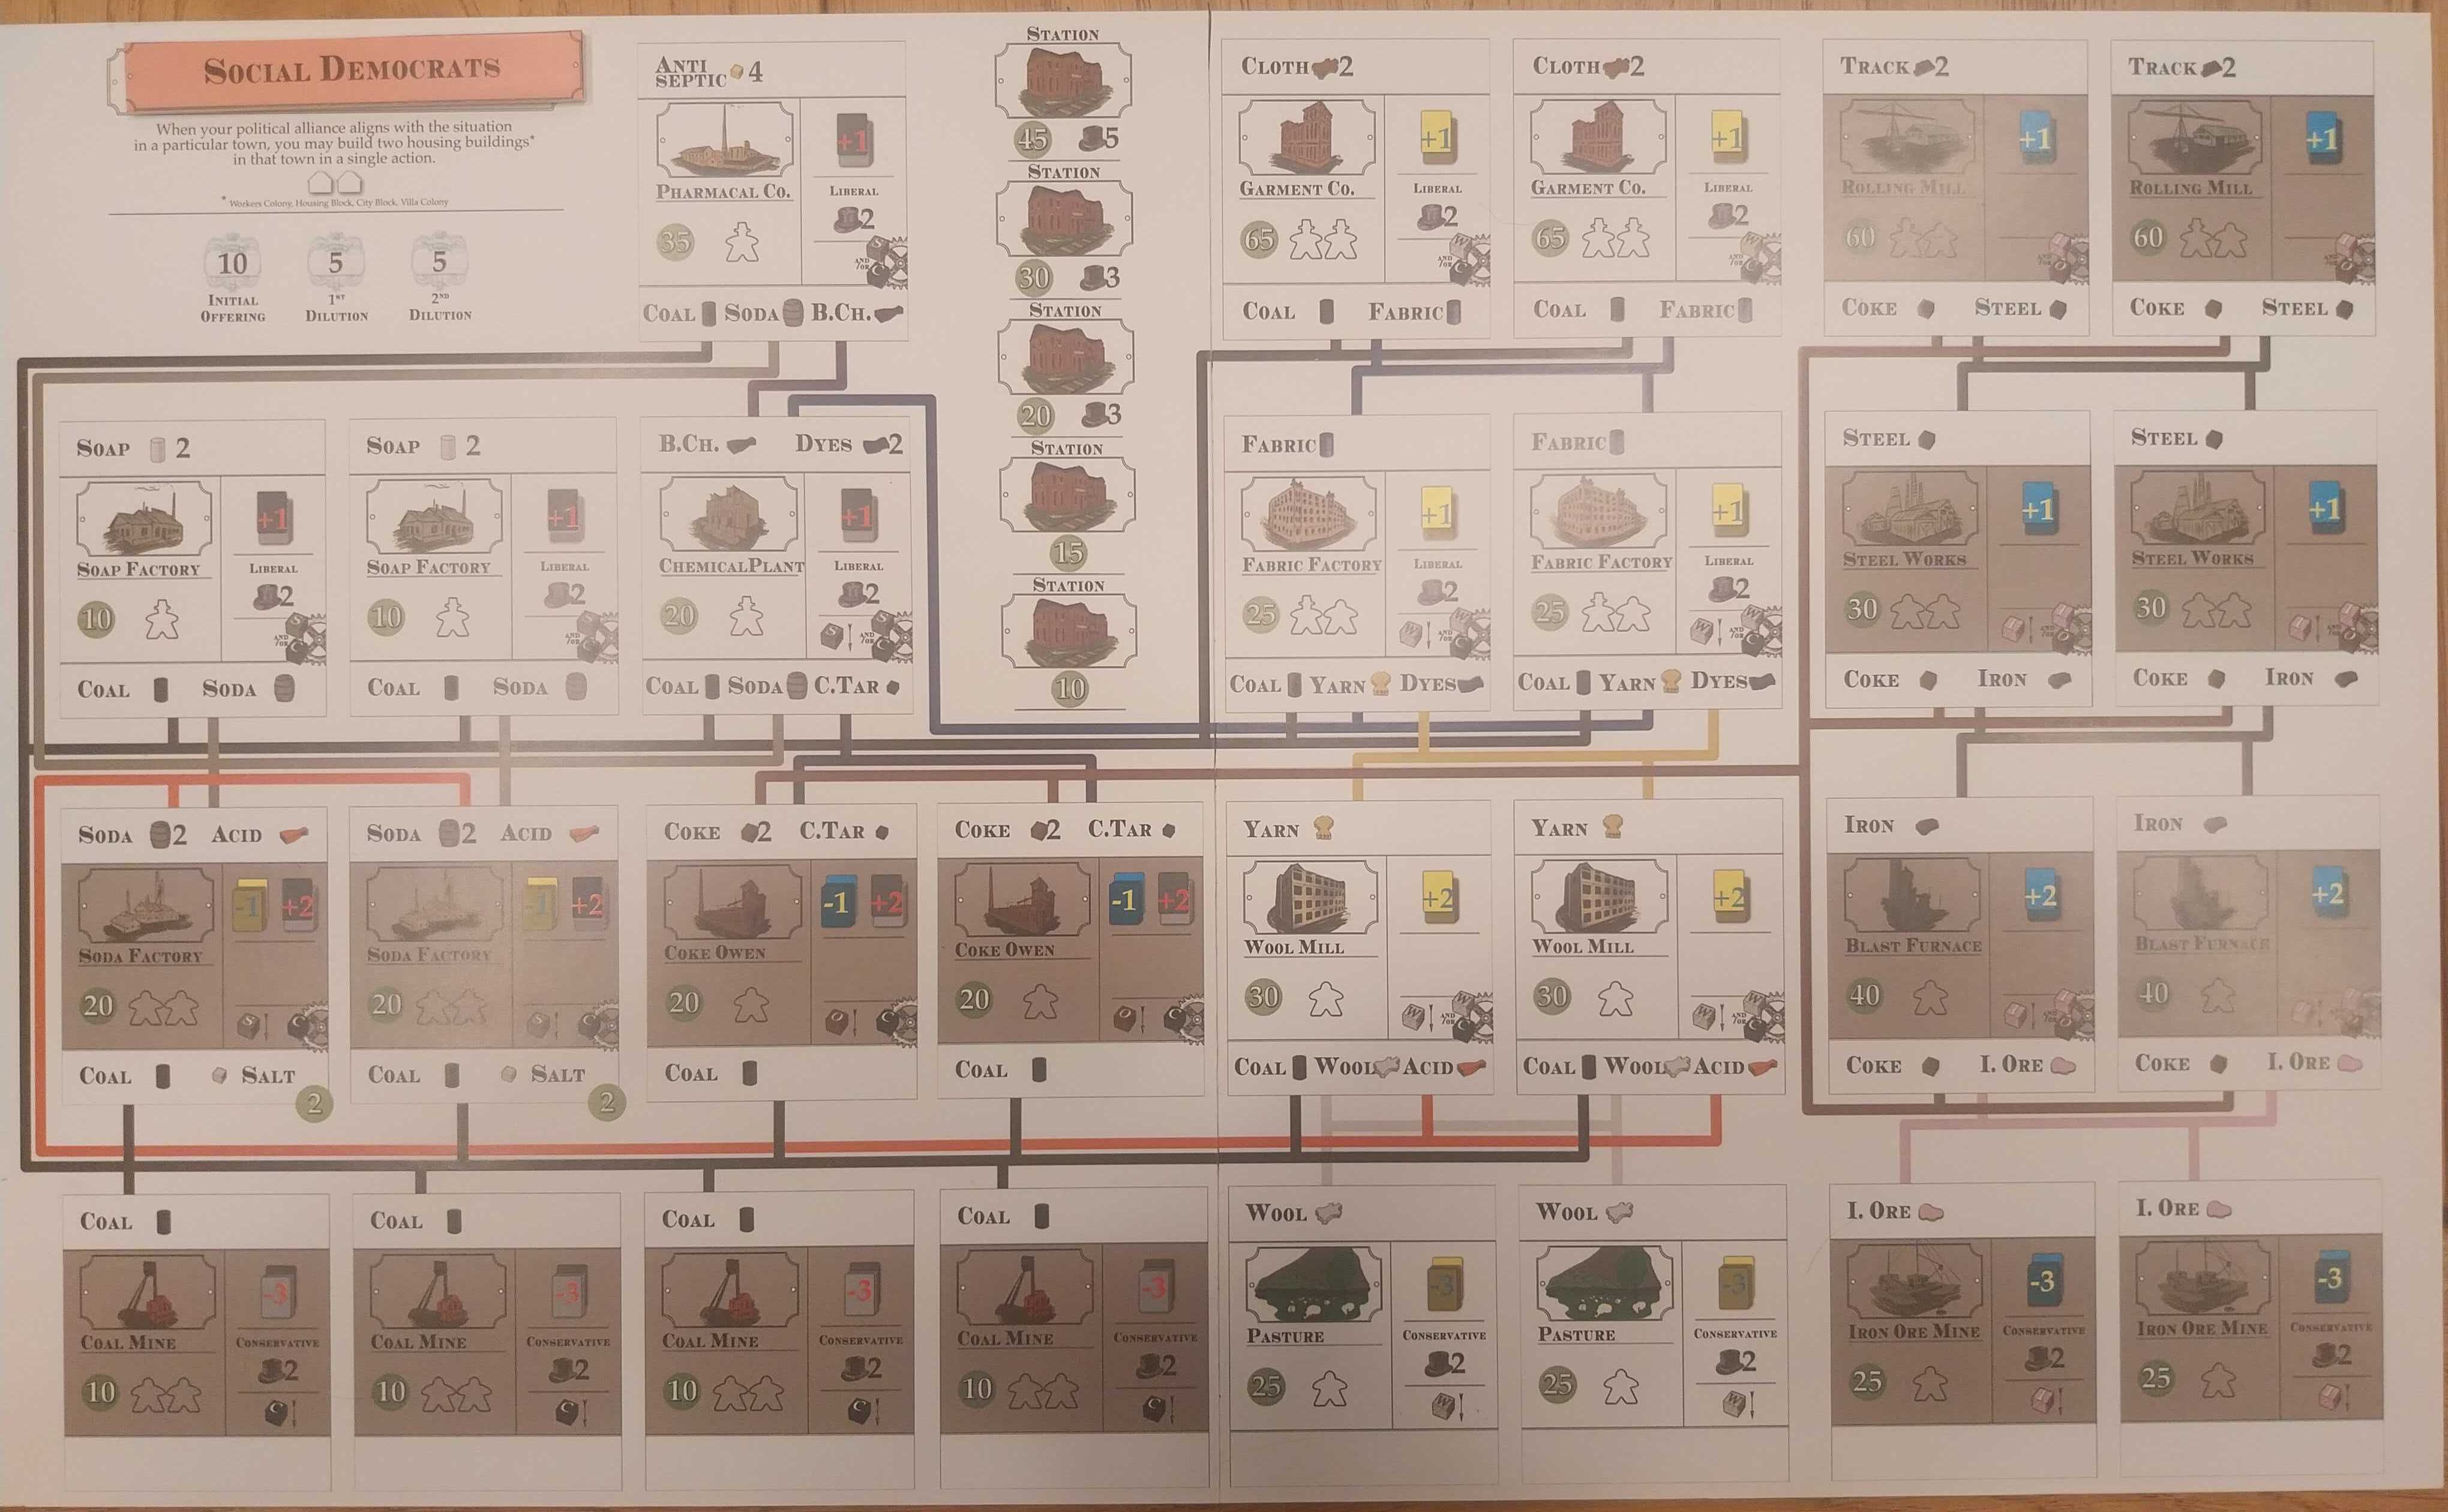 SOCIAL DEMOCRATS
When your political alliance aligns with the situation
in a particular town, you may build two housing buildings*
in that town in a single action.
* Workers Colony, Housing Block, City Block, Villa Colony
10 5 5
INITIAL OFFERING
1ST DILUTION
2ND DILUTION
ANTI SEPTIC 4
+1
PHARMACAL CO.
LIBERAL
2
35
S AND/OR C
COAL SODA B.CH.
STATION
45 5
STATION
30 3
STATION
20 3
STATION
15
STATION
10
CLOTH 2
+1
GARMENT CO.
LIBERAL
2
65
W AND/OR C
COAL FABRIC
CLOTH 2
+1
GARMENT CO.
LIBERAL
2
65
W AND/OR C
COAL FABRIC
TRACK 2
+1
ROLLING MILL
60
AND/OR O
COKE STEEL
TRACK 2
+1
ROLLING MILL
60
AND/OR O
COKE STEEL
SOAP 2
+1
SOAP FACTORY
LIBERAL
2
10
S AND/OR C
COAL SODA
SOAP 2
+1
SOAP FACTORY
LIBERAL
2
10
S AND/OR C
COAL SODA
B.CH. DYES 2
+1
CHEMICAL PLANT
LIBERAL
2
20
S S AND/OR C
COAL SODA C.TAR
FABRIC
+1
FABRIC FACTORY
LIBERAL
2
25
W W AND/OR C
COAL YARN DYES
FABRIC
+1
FABRIC FACTORY
LIBERAL
2
25
W W AND/OR C
COAL YARN DYES
STEEL
+1
STEEL WORKS
30
I I AND/OR O
COKE IRON
STEEL
+1
STEEL WORKS
30
I I AND/OR O
COKE IRON
SODA 2 ACID
-1 +2
SODA FACTORY
20
S C
COAL SALT
2
SODA 2 ACID
-1 +2
SODA FACTORY
20
S C
COAL SALT
2
COKE 2 C.TAR
-1 +2
COKE OWEN
20
O C
COAL
COKE 2 C.TAR
-1 +2
COKE OWEN
20
O C
COAL
YARN
+2
WOOL MILL
30
W W AND/OR C
COAL WOOL ACID
YARN
+2
WOOL MILL
30
W W AND/OR C
COAL WOOL ACID
IRON
+2
BLAST FURNACE
40
I I AND/OR O
COKE I. ORE
IRON
+2
BLAST FURNACE
40
COKE I. ORE
COAL
-3
COAL MINE
CONSERVATIVE
2
10
C
COAL
-3
COAL MINE
CONSERVATIVE
2
10
C
COAL
-3
COAL MINE
CONSERVATIVE
2
10
C
COAL
-3
COAL MINE
CONSERVATIVE
2
10
C
WOOL
-3
PASTURE
CONSERVATIVE
2
25
W
WOOL
-3
PASTURE
CONSERVATIVE
2
25
W
I. ORE
-3
IRON ORE MINE
CONSERVATIVE
2
25
I
I. ORE
-3
IRON ORE MINE
CONSERVATIVE
2
25
I